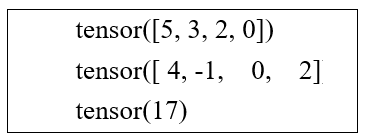 tensor([5, 3, 2, 0])
tensor([ 4, -1,  0,  2]
tensor(17)